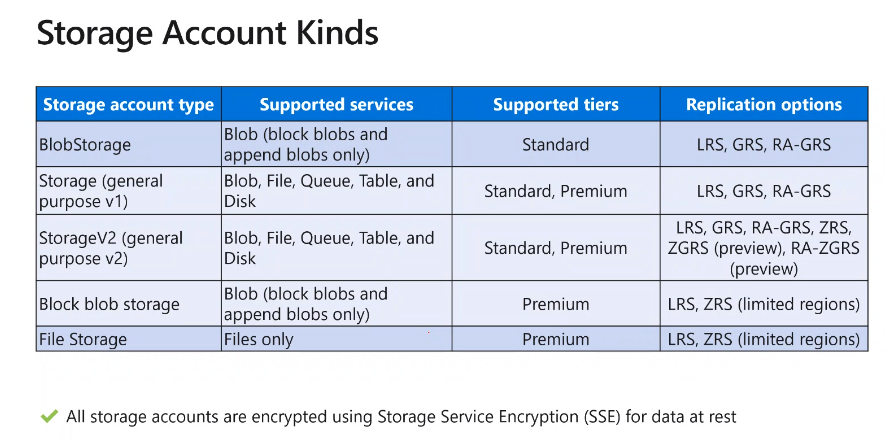 Storage Account Kinds
Storage account type Supported services Supported tiers Replication options
BlobStorage
Blob (block blobs and
append blobs only)
Standard
LRS, GRS, RA-GRS
Storage (general
purpose v1)
Blob, File, Queue, Table, and
Disk
Standard, Premium
LRS, GRS, RA-GRS
StorageV2 (general
purpose v2)
Blob, File, Queue, Table, and
Disk
Standard, Premium
LRS, GRS, RA-GRS, ZRS,
ZGRS (preview), RA-ZGRS
(preview)
Block blob storage
Blob (block blobs and
append blobs only)
Premium
LRS, ZRS (limited regions)
File Storage
Files only
Premium
LRS, ZRS (limited regions)
All storage accounts are encrypted using Storage Service Encryption (SSE) for data at rest